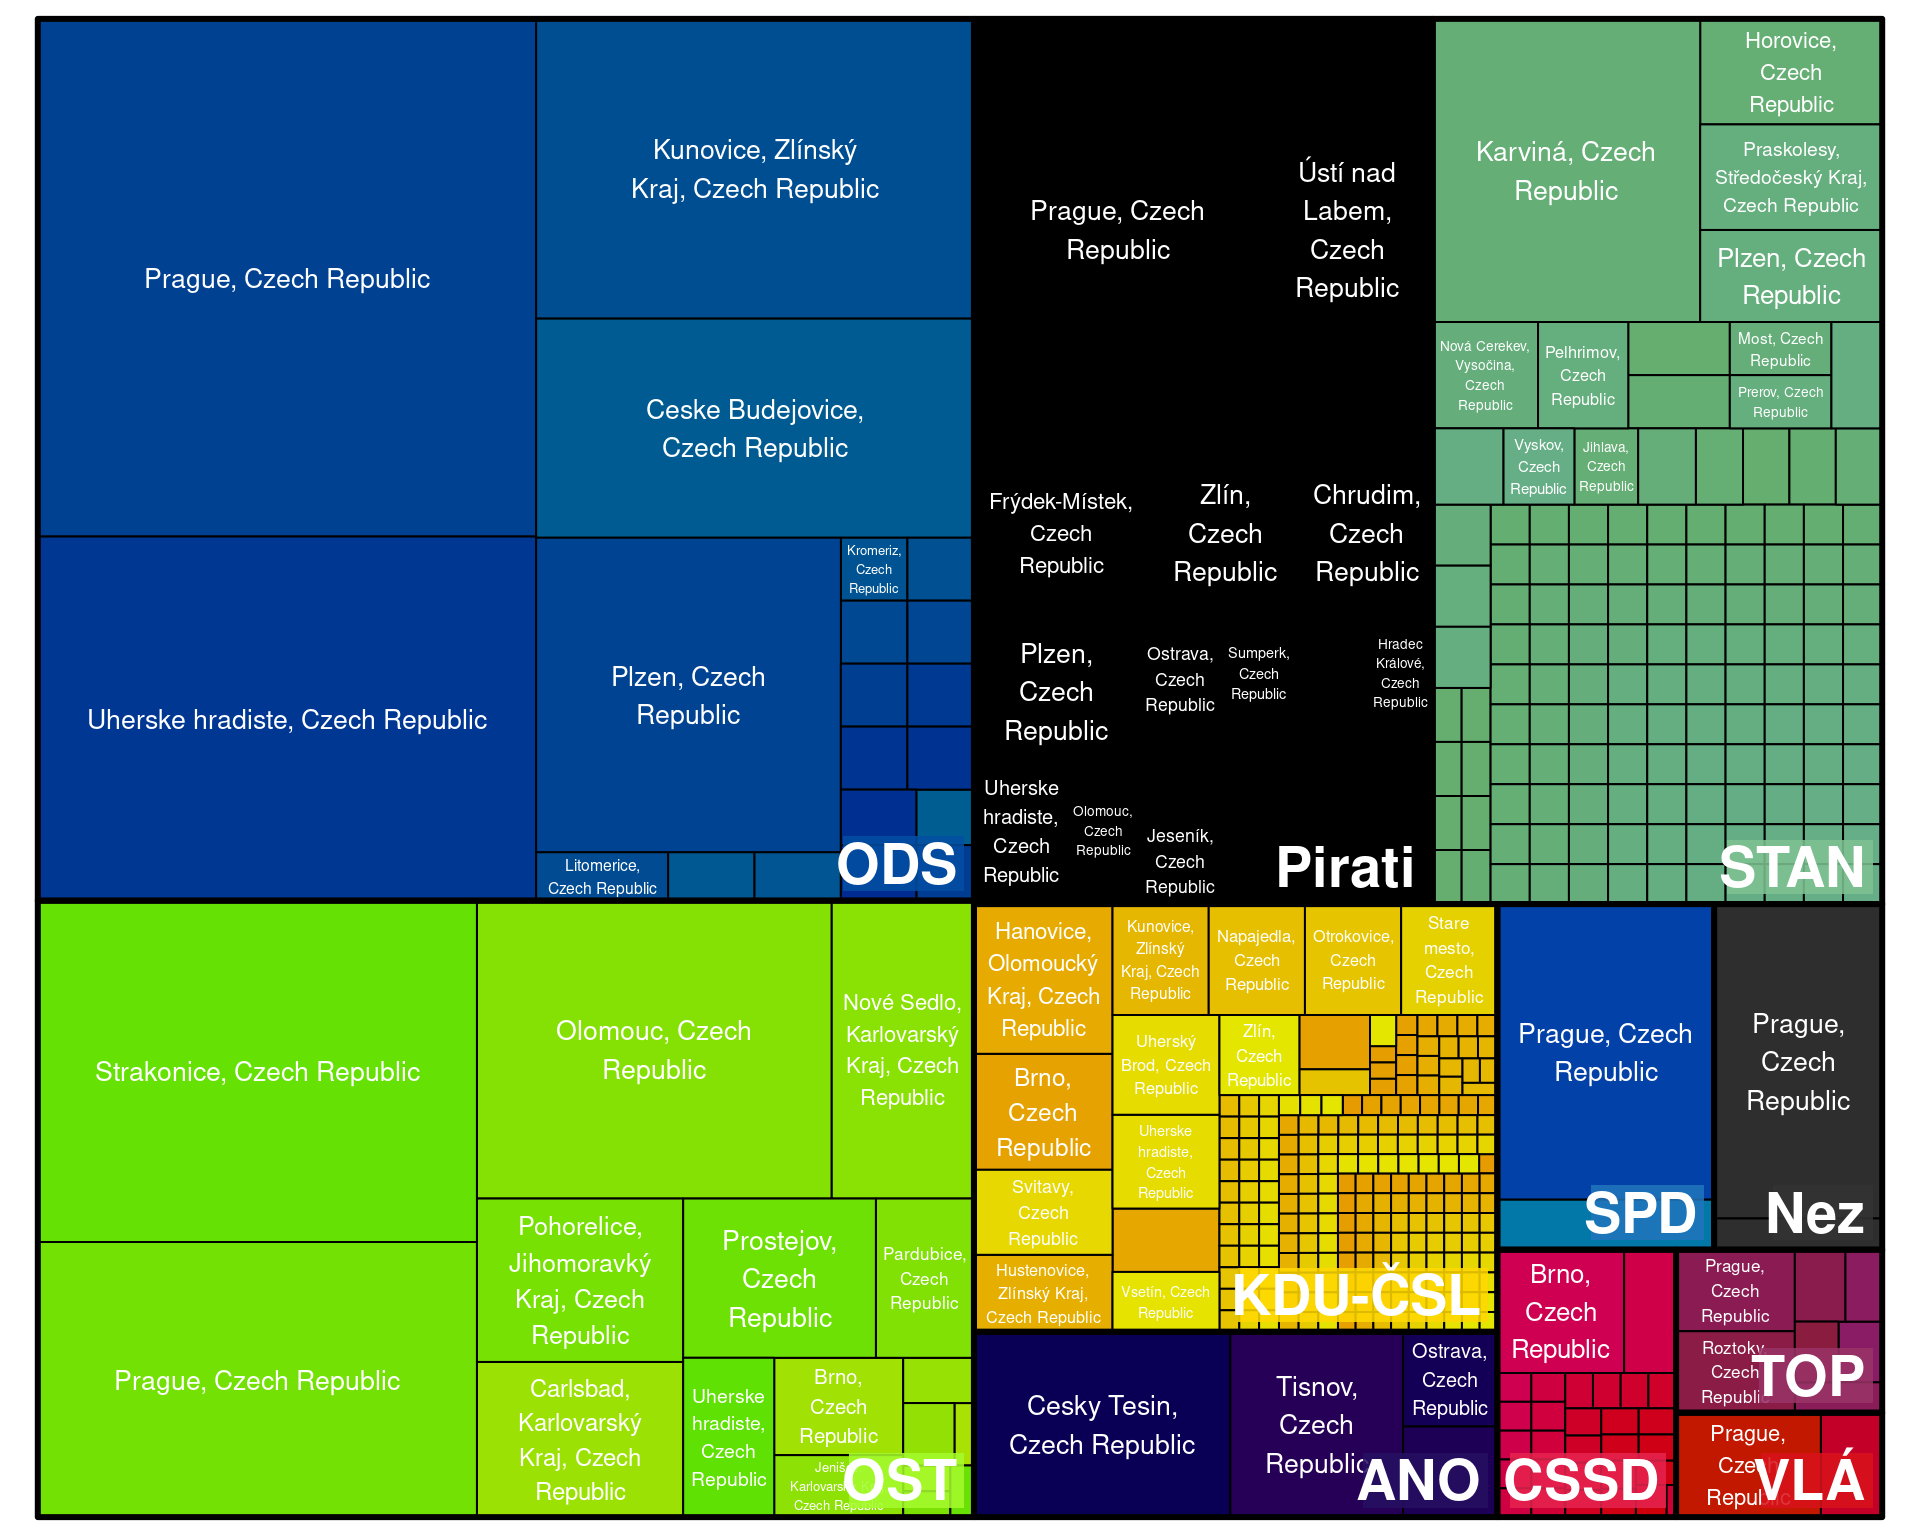 Prague, Czech Republic
Kunovice, Zlínský
Kraj, Czech Republic
Ceske Budejovice,
Czech Republic
Uherske hradiste, Czech Republic
Plzen, Czech
Republic
Kromeriz,
Czech
Republic
Litomerice,
Czech Republic
ODS
Prague, Czech
Republic
Ústí nad
Labem,
Czech
Republic
Frýdek-Místek,
Czech
Republic
Zlín,
Czech
Republic
Chrudim,
Czech
Republic
Plzen,
Czech
Republic
Ostrava,
Czech
Republic
Sumperk,
Czech
Republic
Hradec
Králové,
Czech
Republic
Uherske
hradiste,
Czech
Republic
Olomouc,
Czech
Republic
Jeseník,
Czech
Republic
Pirati
Karviná, Czech
Republic
Horovice,
Czech
Republic
Praskolesy,
Středočeský Kraj,
Czech Republic
Plzen, Czech
Republic
Nová Cerekev,
Vysočina,
Czech
Republic
Pelhrimov,
Czech
Republic
Most, Czech
Republic
Prerov, Czech
Republic
Vyskov,
Czech
Republic
Jihlava,
Czech
Republic
STAN
Strakonice, Czech Republic
Prague, Czech Republic
Olomouc, Czech
Republic
Nové Sedlo,
Karlovarský
Kraj, Czech
Republic
Pohorelice,
Jihomoravký
Kraj, Czech
Republic
Prostejov,
Czech
Republic
Pardubice,
Czech
Republic
Carlsbad,
Karlovarský
Kraj, Czech
Republic
Uherske
hradiste,
Czech
Republic
Brno,
Czech
Republic
Czech Republic
OST
Hanovice,
Olomoucký
Kraj, Czech
Republic
Kunovice,
Zlínský
Kraj, Czech
Republic
Napajedla,
Czech
Republic
Otrokovice,
Czech
Republic
Stare
mesto,
Czech
Republic
Brno,
Czech
Republic
Uherský
Brod, Czech
Republic
Zlín,
Czech
Republic
Uherske
hradiste,
Czech
Republic
Svitavy,
Czech
Republic
Hustenovice,
Zlínský Kraj,
Czech Republic
Vsetín, Czech
Republic
KDU-ČSL
Cesky Tesin,
Czech Republic
Tisnov,
Czech
Republic
Ostrava,
Czech
Republic
ANO
Prague, Czech
Republic
SPD
Prague,
Czech
Republic
Nez
Brno,
Czech
Republic
CSSD
Prague,
Czech
Republic
Roztoky,
Czech
Republic
TOP
Prague,
Czech
Republic
VLÁ